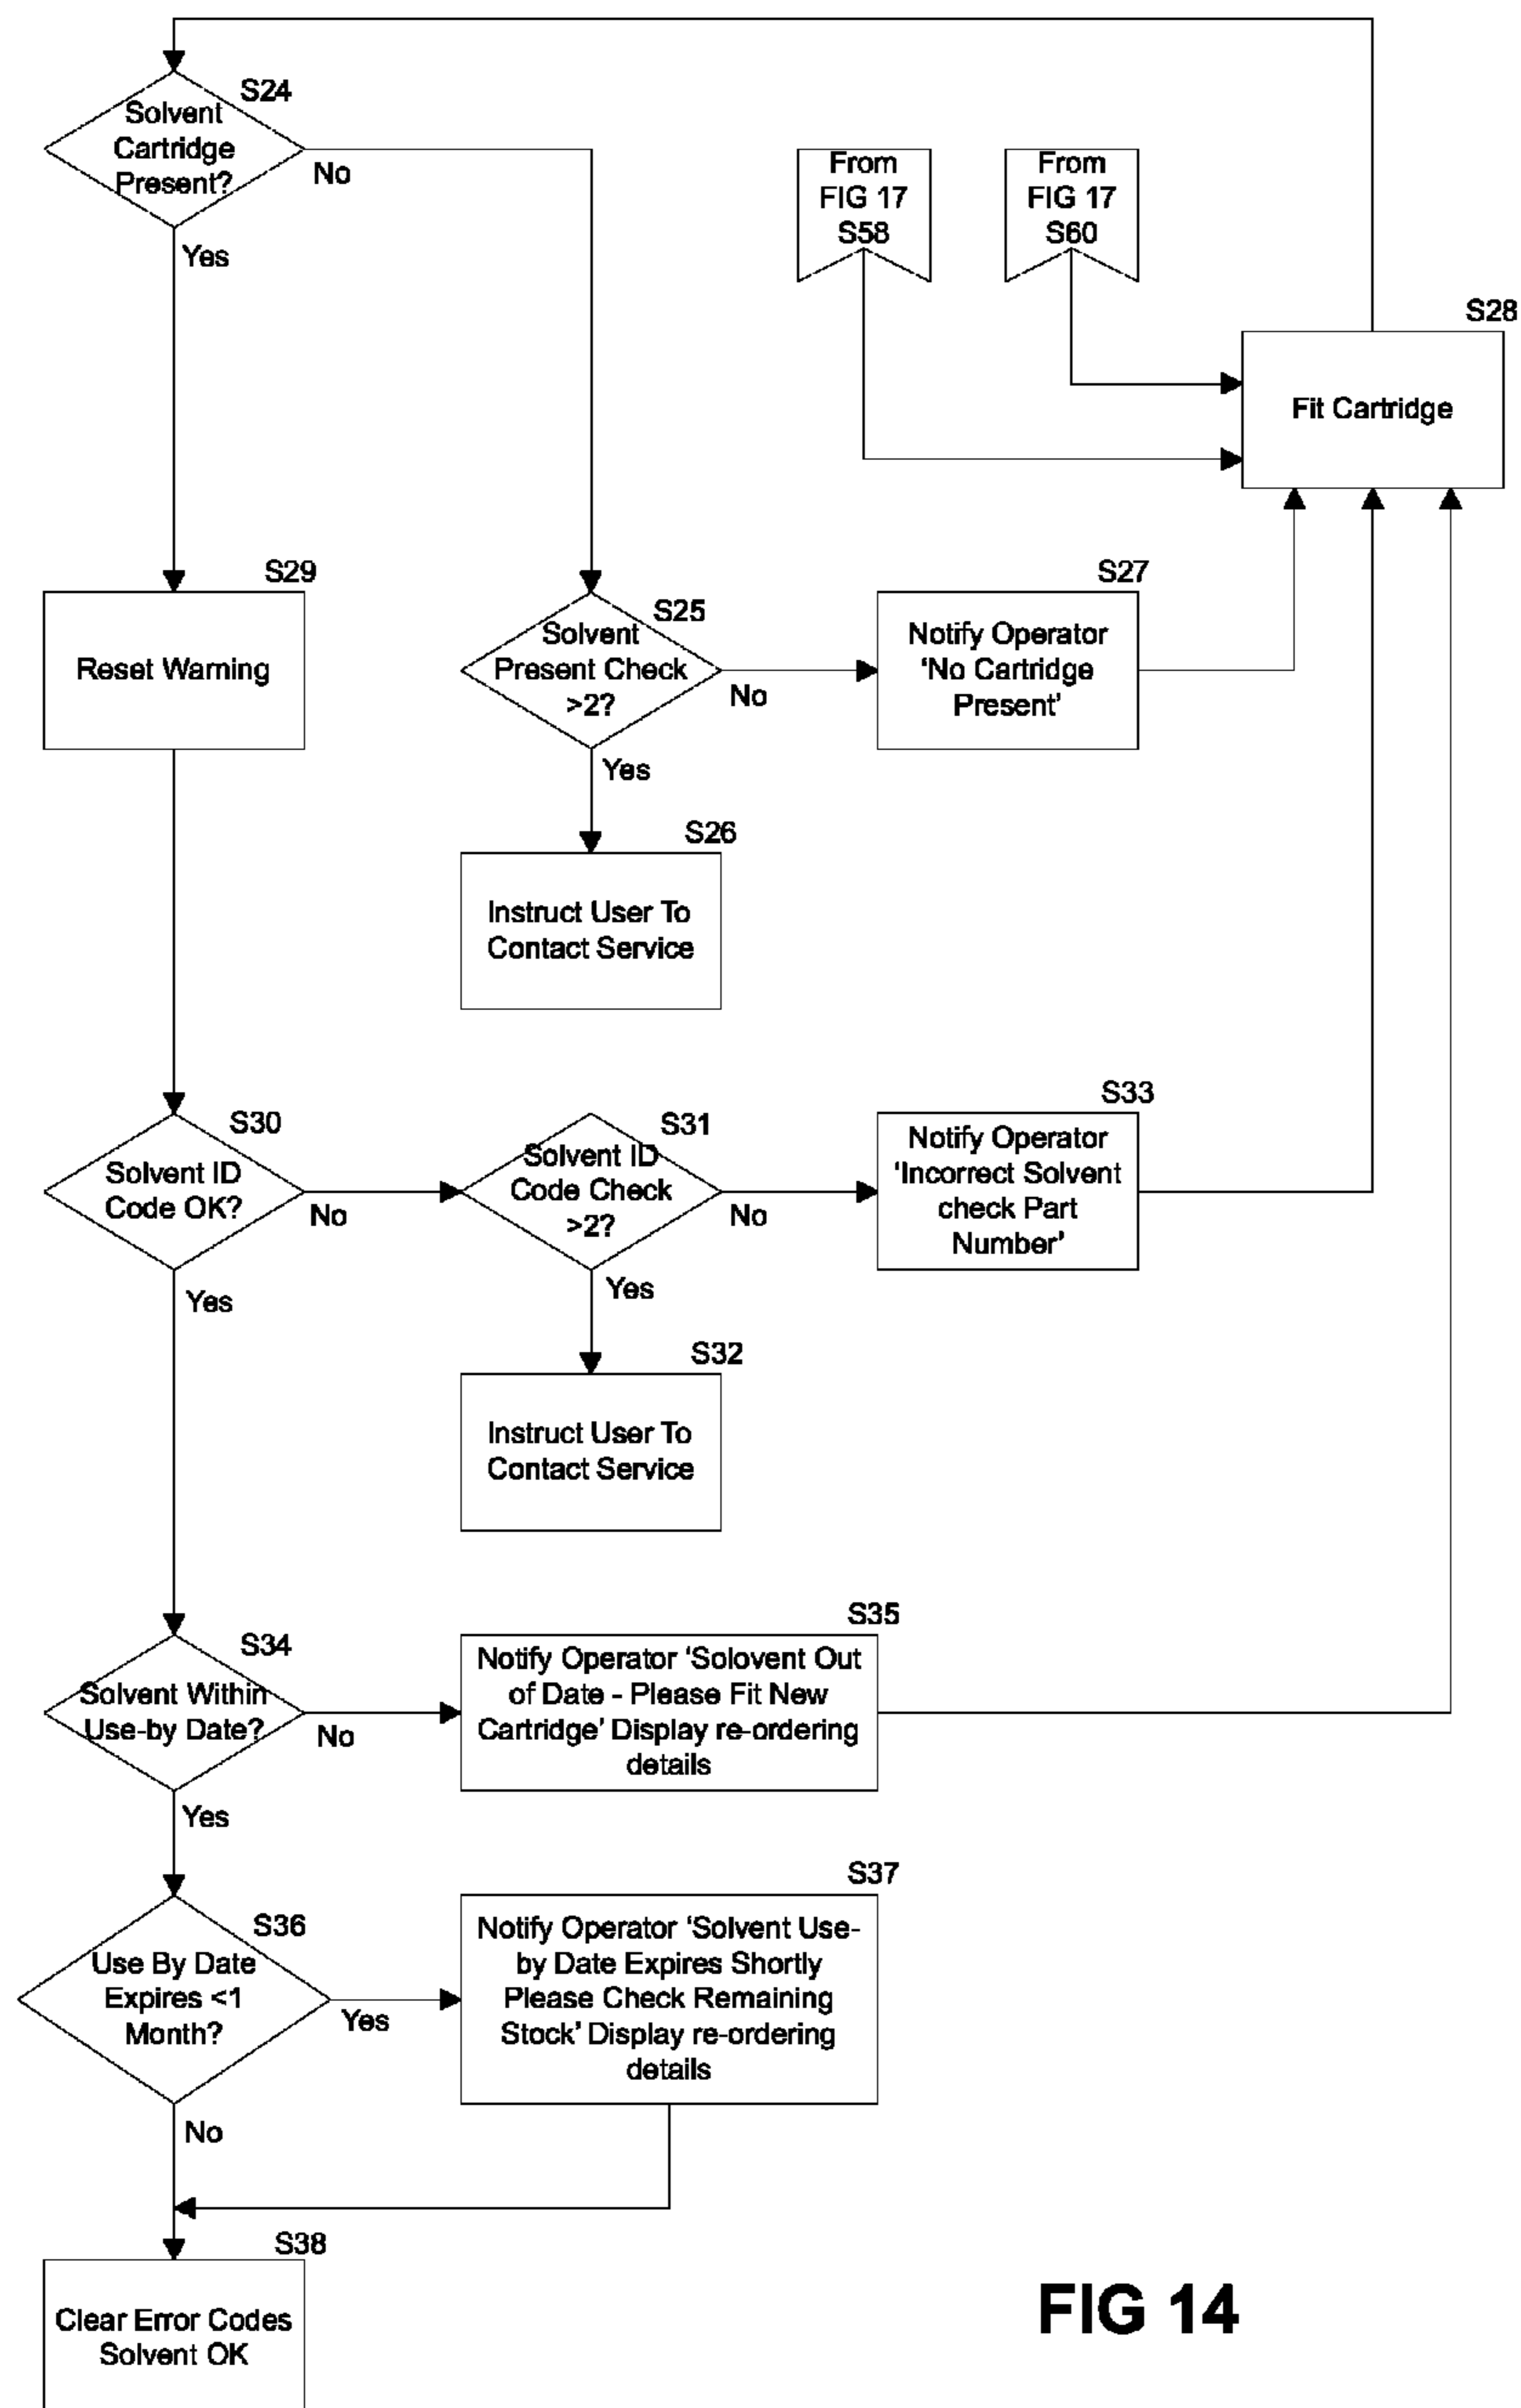 S24
Solvent
Cartridge
Present?
No
Yes
From
FIG 17
S58
From
FIG 17
S60
S28
Fit Cartridge
S29
Reset Warning
S25
Solvent
Present Check
>2?
No
Yes
S27
Notify Operator
‘No Cartridge
Present’
S26
Instruct User To
Contact Service
S30
Solvent ID
Code OK?
No
Yes
S31
Solvent ID
Code Check
>2?
No
Yes
S33
Notify Operator
‘Incorrect Solvent
check Part
Number’
S32
Instruct User To
Contact Service
S34
Solvent Within
Use-by Date?
No
Yes
S35
Notify Operator ‘Solovent Out
of Date - Please Fit New
Cartridge’ Display re-ordering
details
S36
Use By Date
Expires <1
Month?
Yes
No
S37
Notify Operator ‘Solvent Use-
by Date Expires Shortly
Please Check Remaining
Stock’ Display re-ordering
details
S38
Clear Error Codes
Solvent OK
FIG 14